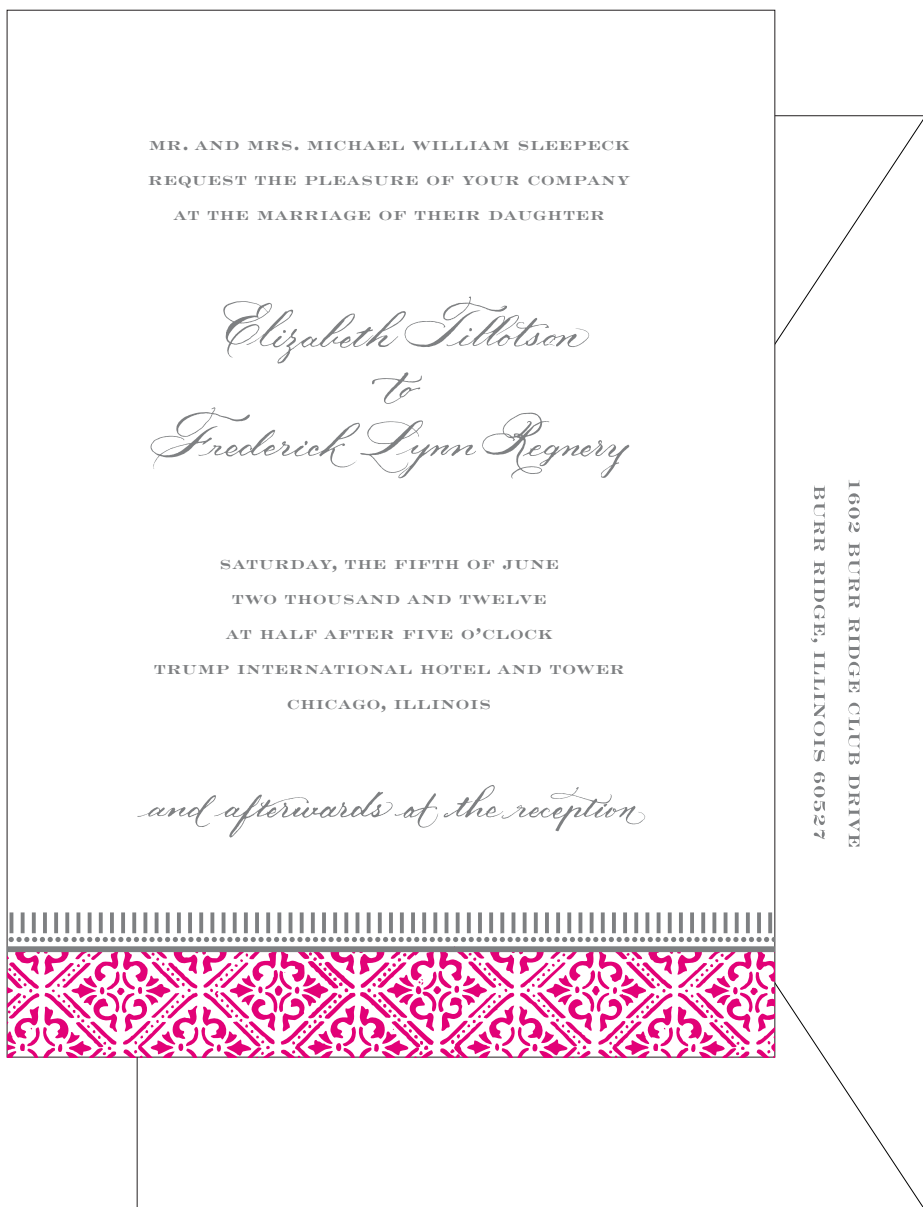 MR. AND MRS. MICHAEL WILLIAM SLEEPECK
REQUEST THE PLEASURE OF YOUR COMPANY
AT THE MARRIAGE OF THEIR DAUGHTER
Elizabeth Tillotson
to
Frederick Lynn Regnery
SATURDAY, THE FIFTH OF JUNE
TWO THOUSAND AND TWELVE
AT HALF AFTER FIVE O’CLOCK
TRUMP INTERNATIONAL HOTEL AND TOWER
CHICAGO, ILLINOIS
and afterwards at the reception
1602 BURR RIDGE CLUB DRIVE
BURR RIDGE, ILLINOIS 60527